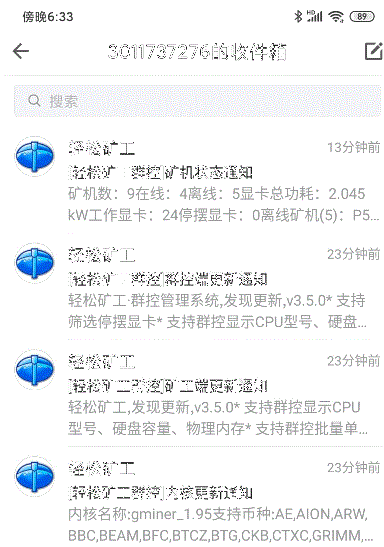 傍晚6:33
HD
89
3011737276的收件箱
搜索
轻松矿工
13分钟前
[轻松矿工-群控]矿机状态通知
矿机数：9在线：4离线：5显卡总功耗：2.045
kW工作显卡：24停摆显卡：0离线矿机(5)：P5...
轻松矿工
23分钟前
[轻松矿工-群控]群控端更新通知
轻松矿工-群控管理系统,发现更新,v3.5.0* 支持
筛选停摆显卡* 支持群控显示CPU型号、硬盘...
轻松矿工
23分钟前
[轻松矿工群控]矿工端更新通知
轻松矿工,发现更新,v3.5.0* 支持群控显示CPU
型号、硬盘容量、物理内存* 支持群控批量单...
轻松矿工
23分钟前
[轻松矿工群控]内核更新通知
内核名称:gminer_1.95支持币种:AE,AION,ARW,
BBC,BEAM,BFC,BTCZ,BTG,CKB,CTXC,GRIMM,...